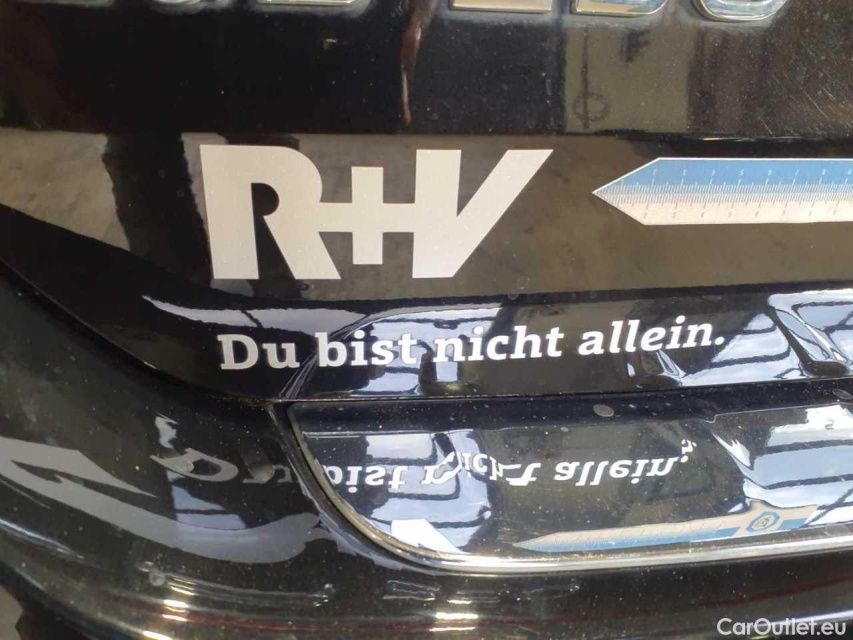 R+V
Du bist nicht allein.
CarOutlet.eu